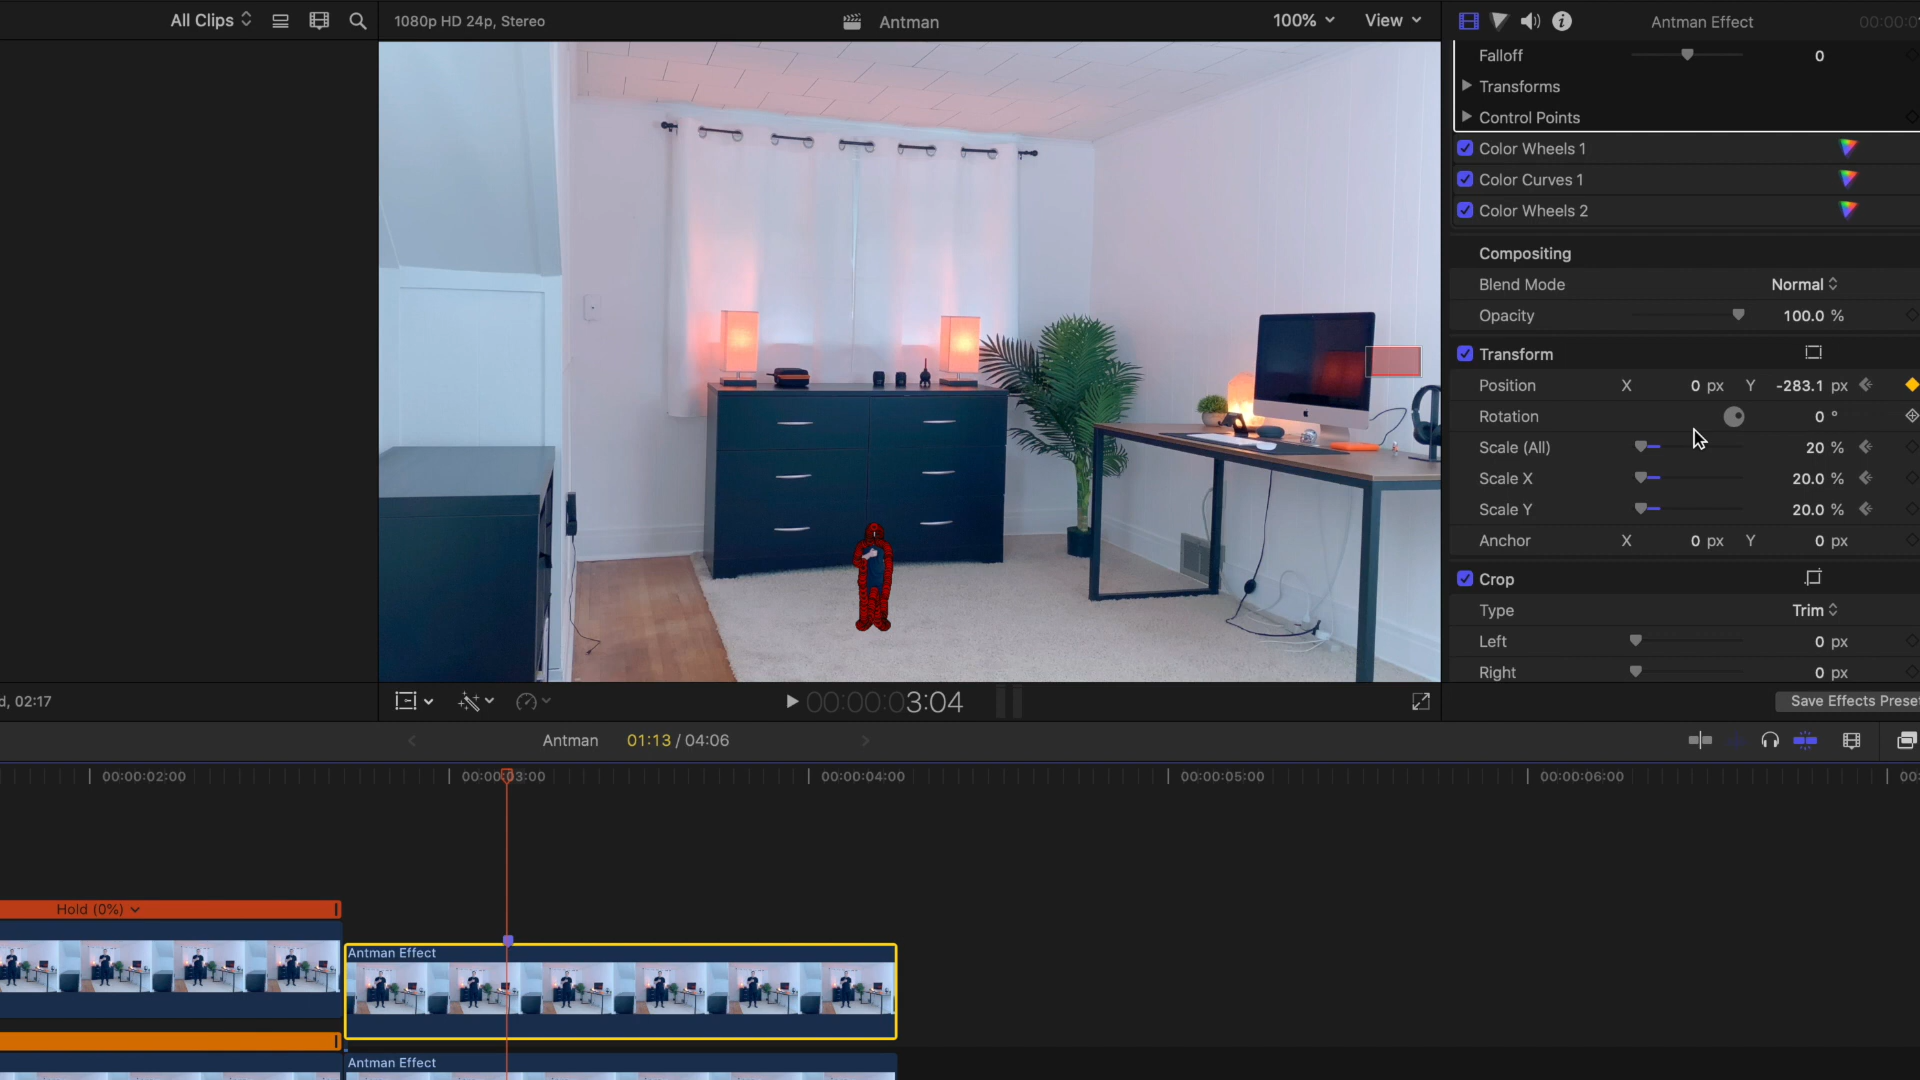 All Clips
1080p HD 24p, Stereo
Antman
100%
View
Antman Effect
Falloff 0
Transforms
Control Points
Color Wheels 1
Color Curves 1
Color Wheels 2
Compositing
Blend Mode Normal
Opacity 100.0 %
Transform
Position X 0 px Y -283.1 px
Rotation 0 °
Scale (All) 20 %
Scale X 20.0 %
Scale Y 20.0 %
Anchor X 0 px Y 0 px
Crop
Type Trim
Left 0 px
Right 0 px
d, 02:17
00:00:03:04
Save Effects Preset
Antman 01:13 / 04:06
00:00:02:00 00:00:03:00 00:00:04:00 00:00:05:00 00:00:06:00
Hold (0%)
Antman Effect
Antman Effect